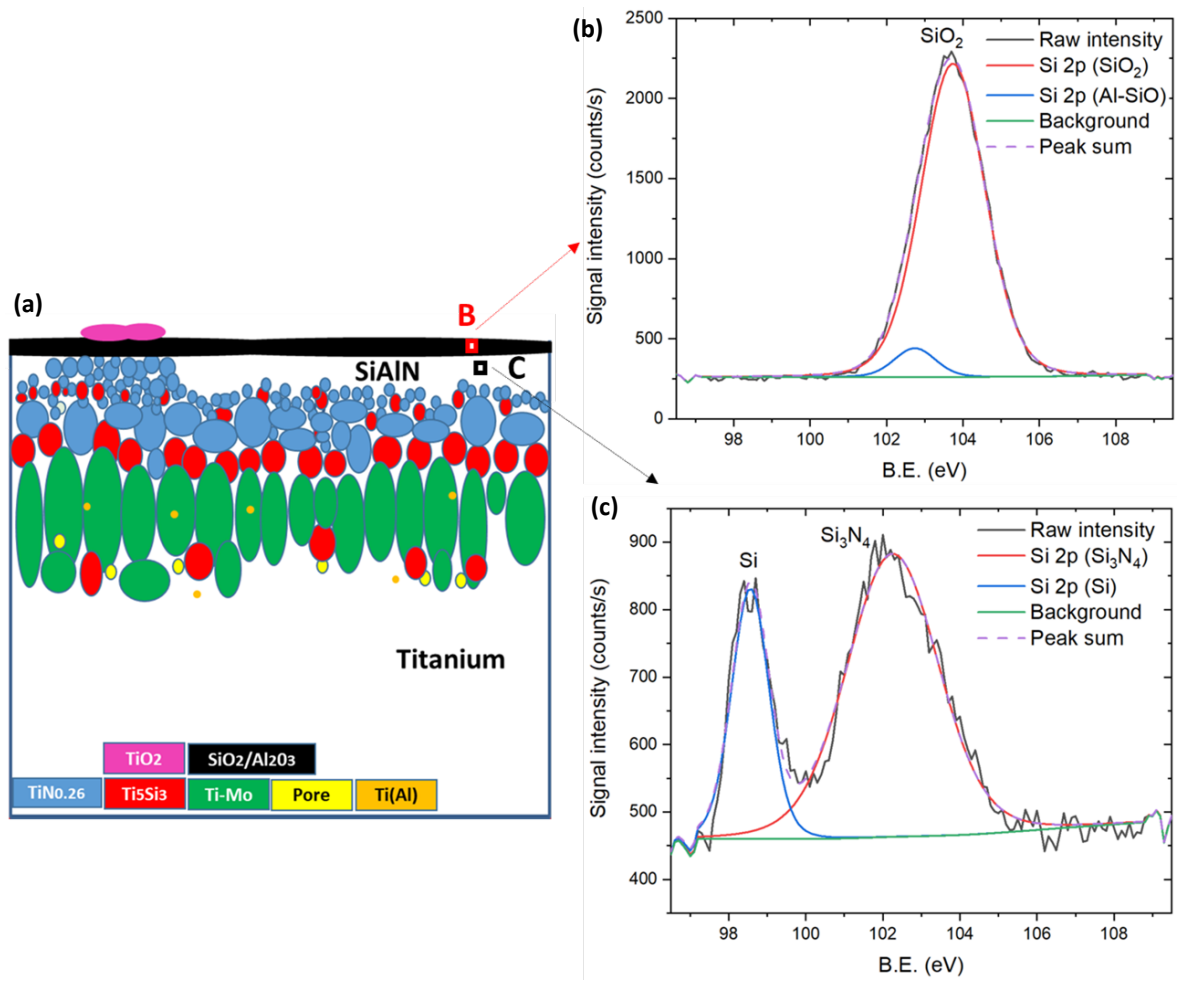 (a)
B
C
SiAlN
Titanium
TiO2
SiO2/Al2O3
TiN0.26
Ti5Si3
Ti-Mo
Pore
Ti(Al)
(b)
SiO2
Raw intensity
Si 2p (SiO2)
Si 2p (Al-SiO)
Background
Peak sum
Signal intensity (counts/s)
2500
2000
1500
1000
500
0
98 100 102 104 106 108
B.E. (eV)
(c)
Si
Si3N4
Raw intensity
Si 2p (Si3N4)
Si 2p (Si)
Background
Peak sum
Signal intensity (counts/s)
900
800
700
600
500
400
98 100 102 104 106 108
B.E. (eV)